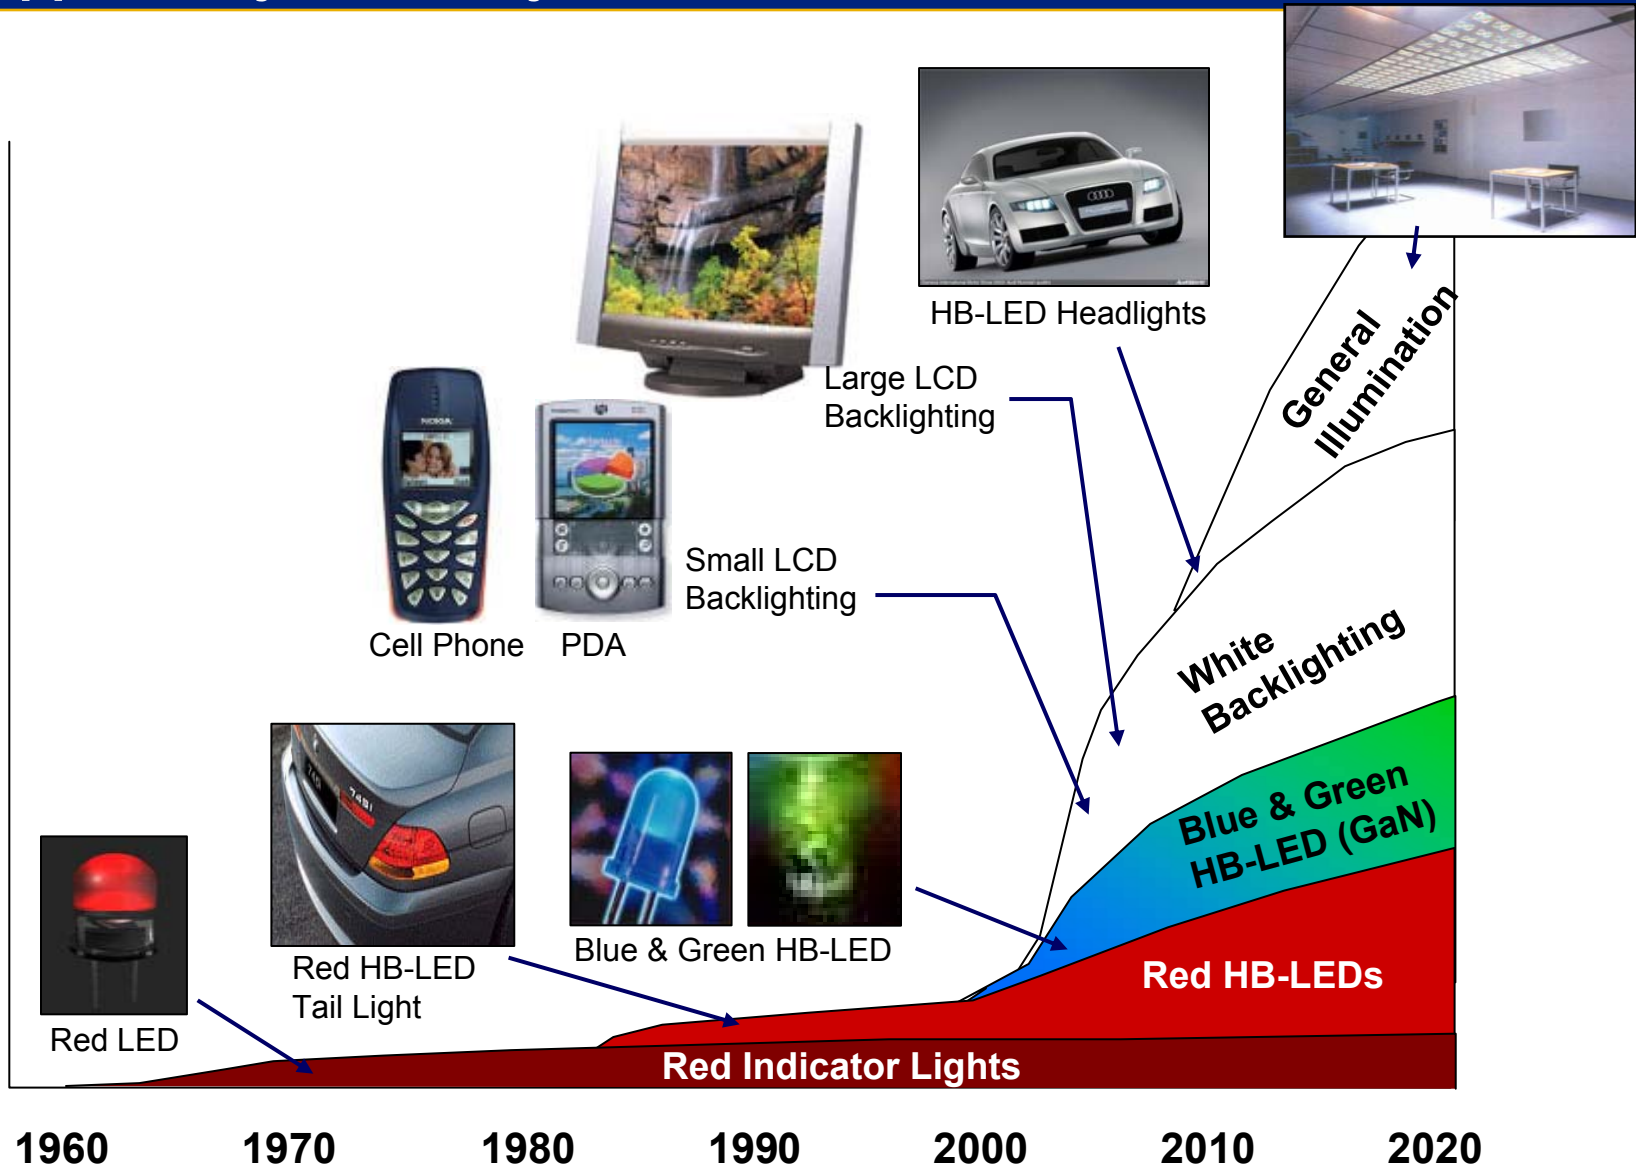 HB-LED Headlights
General
Illumination
Large LCD
Backlighting
NOKIA
Small LCD
Backlighting
Cell Phone PDA
White
Backlighting
745i
Blue & Green
HB-LED (GaN)
Blue & Green HB-LED
Red HB-LED
Tail Light
Red HB-LEDs
Red LED
Red Indicator Lights
1960 1970 1980 1990 2000 2010 2020